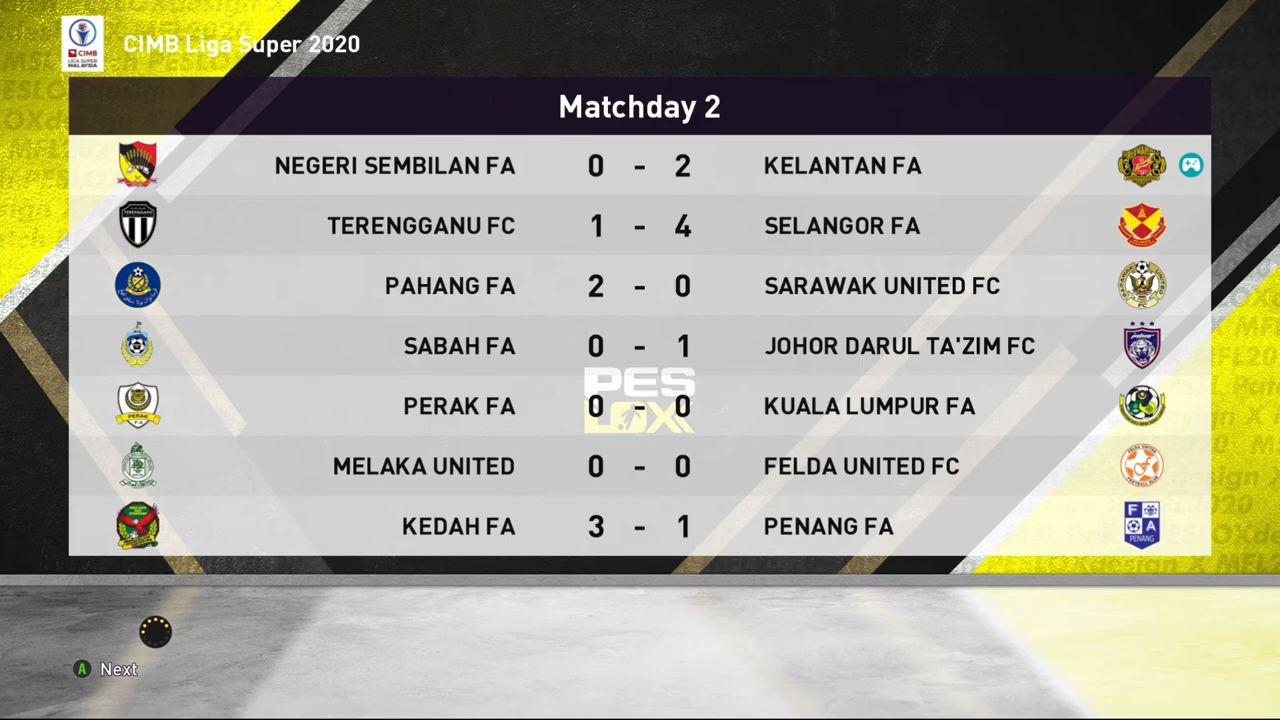 CIMB Liga Super 2020
Matchday 2
NEGERI SEMBILAN FA 0 - 2 KELANTAN FA
TERENGGANU FC 1 - 4 SELANGOR FA
PAHANG FA 2 - 0 SARAWAK UNITED FC
SABAH FA 0 - 1 JOHOR DARUL TA'ZIM FC
PERAK FA 0 - 0 KUALA LUMPUR FA
MELAKA UNITED 0 - 0 FELDA UNITED FC
KEDAH FA 3 - 1 PENANG FA
PES
LOX
A Next